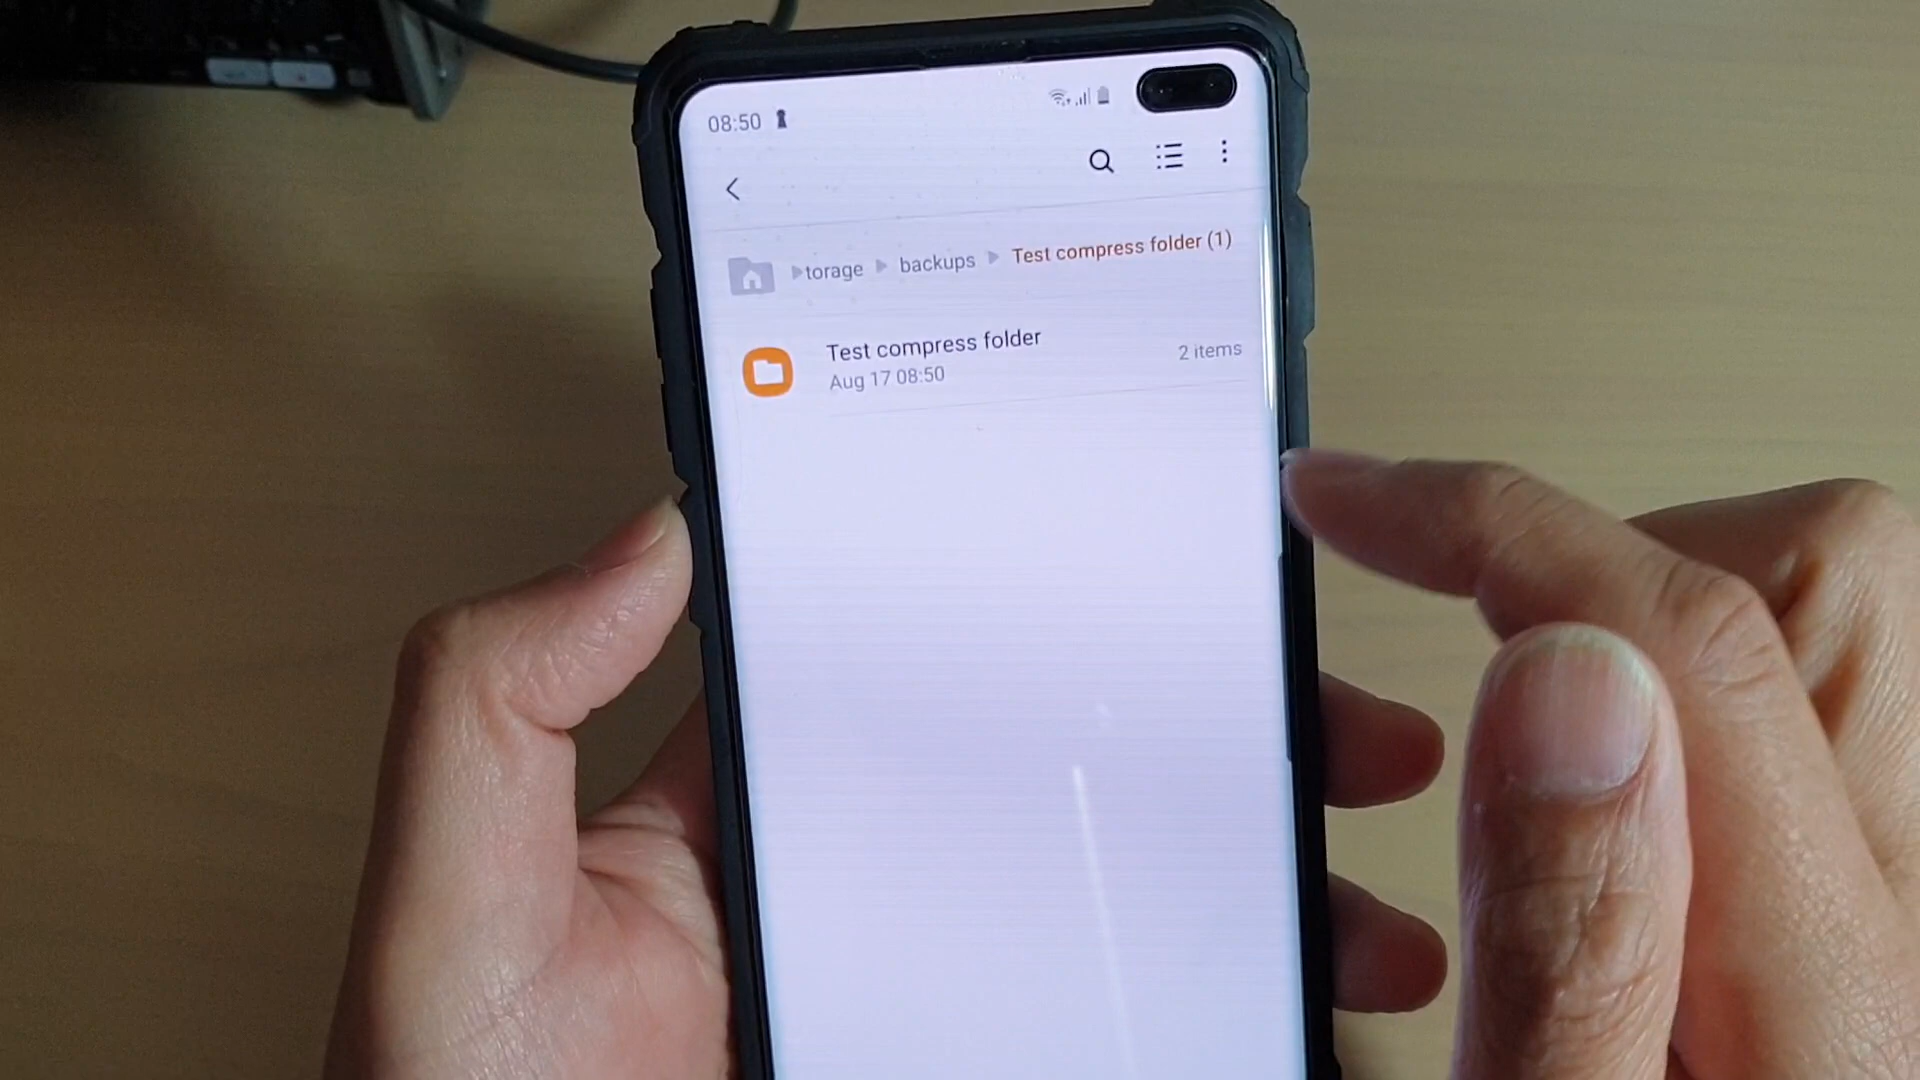 08:50
torage backups Test compress folder (1)
Test compress folder
2 items
Aug 17 08:50